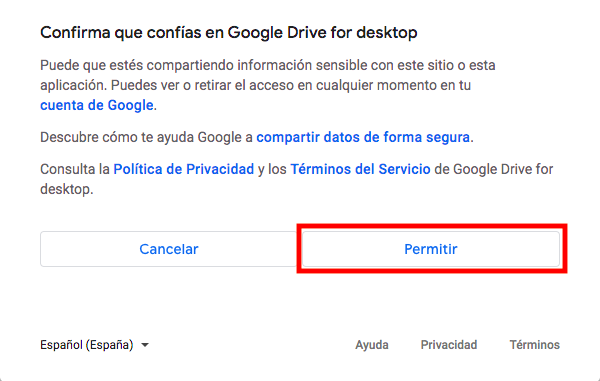 Confirma que confías en Google Drive for desktop
Puede que estés compartiendo información sensible con este sitio o esta
aplicación. Puedes ver o retirar el acceso en cualquier momento en tu
cuenta de Google.
Descubre cómo te ayuda Google a compartir datos de forma segura.
Consulta la Política de Privacidad y los Términos del Servicio de Google Drive for
desktop.
Cancelar Permitir
Español (España) Ayuda Privacidad Términos